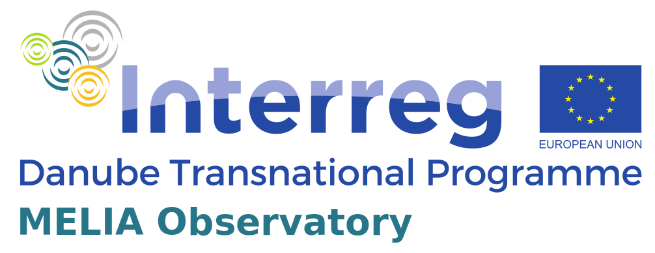 Interreg
EUROPEAN UNION
Danube Transnational Programme
MELIA Observatory